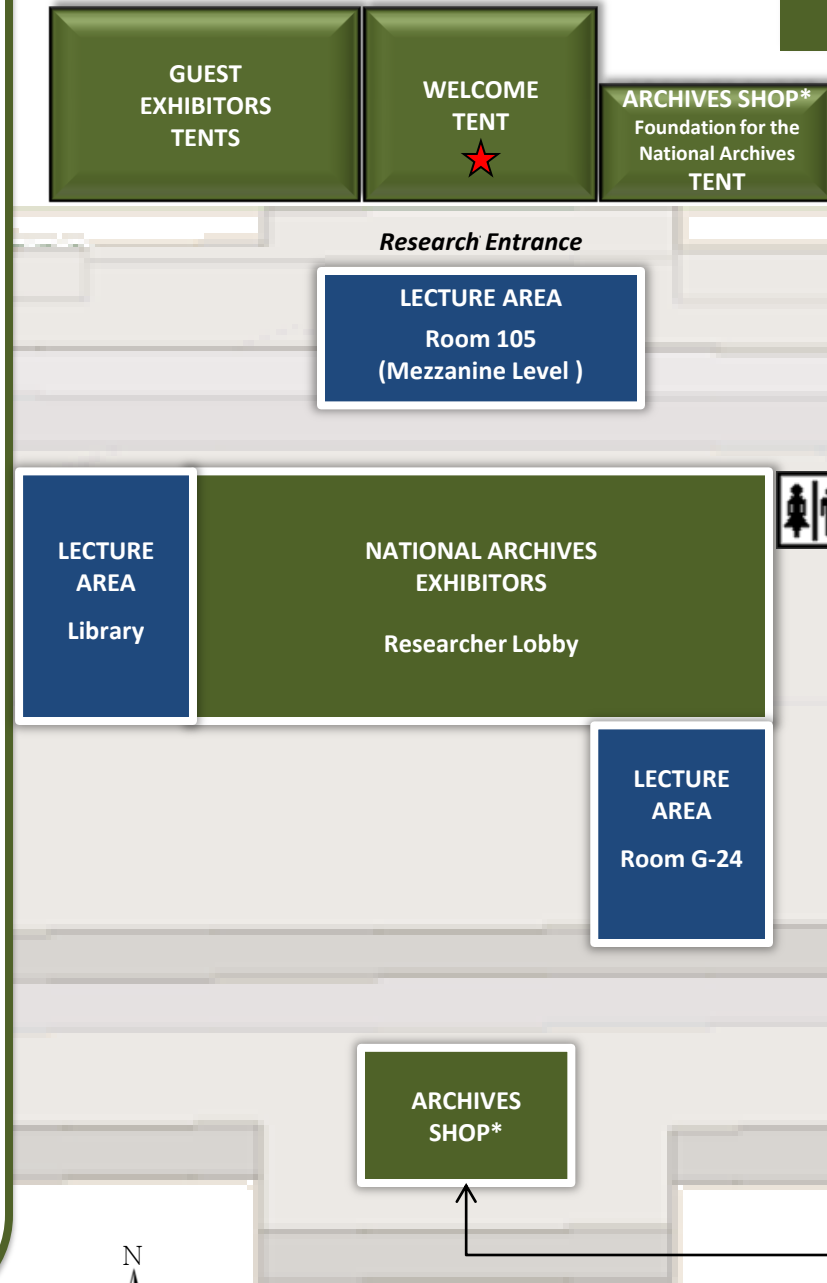 GUEST
EXHIBITORS
TENTS
WELCOME
TENT
ARCHIVES SHOP*
Foundation for the
National Archives
TENT
Research Entrance
LECTURE AREA
Room 105
(Mezzanine Level )
LECTURE
AREA
Library
NATIONAL ARCHIVES
EXHIBITORS
Researcher Lobby
LECTURE
AREA
Room G-24
ARCHIVES
SHOP*
N